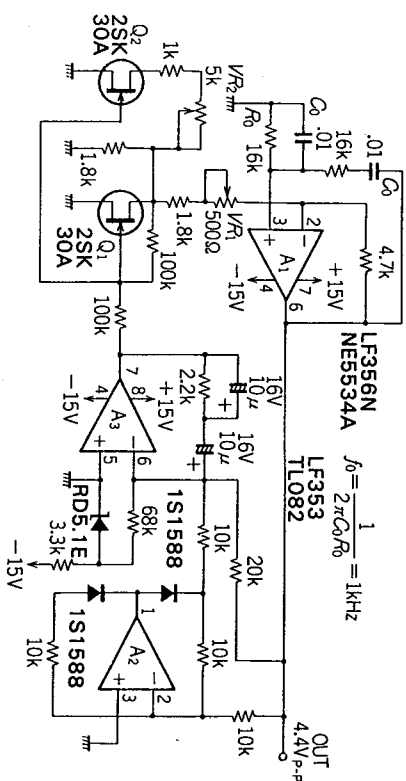 VR₂
R₀
16k
C₀
.01
16k
.01
C₀
3
2
+
−
A₁
7
+15V
4
−15V
6
4.7k
LF356N
NE5534A
LF353
TL082
f₀= 1/2πC₀R₀ =1kHz
Q₂
2SK
30A
1k
5k
1.8k
Q₁
2SK
30A
1.8k
VR₁
500Ω
100k
100k
16V
10μ
+
2.2k
16V
10μ
+
7
8
+15V
A₃
4
−15V
+
−
5
6
RD5.1E
68k
3.3k
−15V
1S1588
10k
20k
1S1588
1
A₂
−
+
2
3
10k
10k
10k
OUT
4.4VP-P